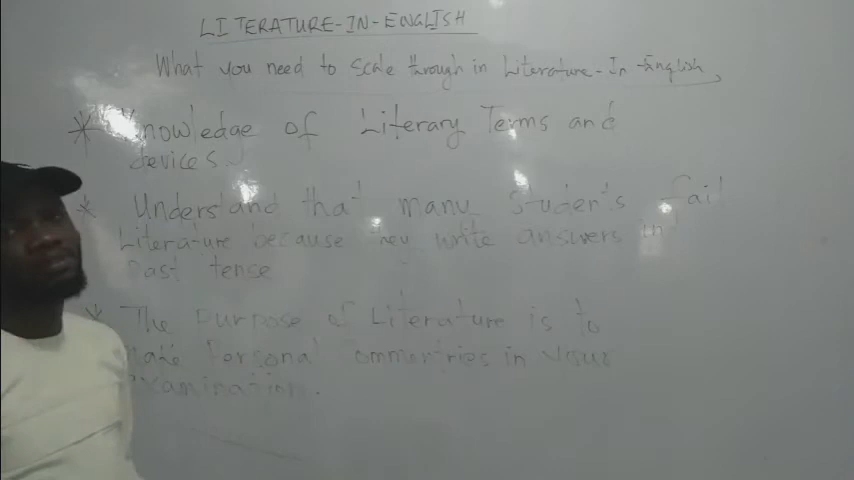 LITERATURE-IN-ENGLISH
What you need to scale through in Literature-In-English,
* Knowledge of Literary Terms and
devices.
* Understand that many students fail
Literature because they write answers in
Past tense
* The Purpose of Literature is to
Make Personal Commentries in your
Examination.